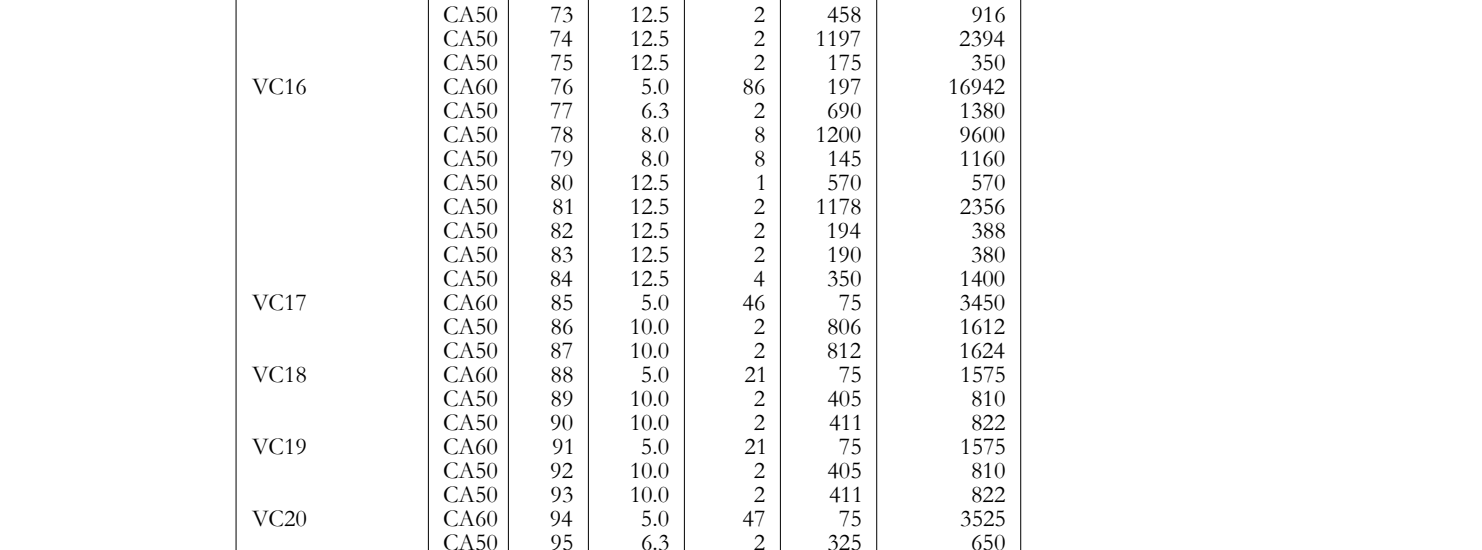 CA50 73 12.5 2 458 916
CA50 74 12.5 2 1197 2394
CA50 75 12.5 2 175 350
VC16 CA60 76 5.0 86 197 16942
CA50 77 6.3 2 690 1380
CA50 78 8.0 8 1200 9600
CA50 79 8.0 8 145 1160
CA50 80 12.5 1 570 570
CA50 81 12.5 2 1178 2356
CA50 82 12.5 2 194 388
CA50 83 12.5 2 190 380
CA50 84 12.5 4 350 1400
VC17 CA60 85 5.0 46 75 3450
CA50 86 10.0 2 806 1612
CA50 87 10.0 2 812 1624
VC18 CA60 88 5.0 21 75 1575
CA50 89 10.0 2 405 810
CA50 90 10.0 2 411 822
VC19 CA60 91 5.0 21 75 1575
CA50 92 10.0 2 405 810
CA50 93 10.0 2 411 822
VC20 CA60 94 5.0 47 75 3525
CA50 95 6.3 2 325 650